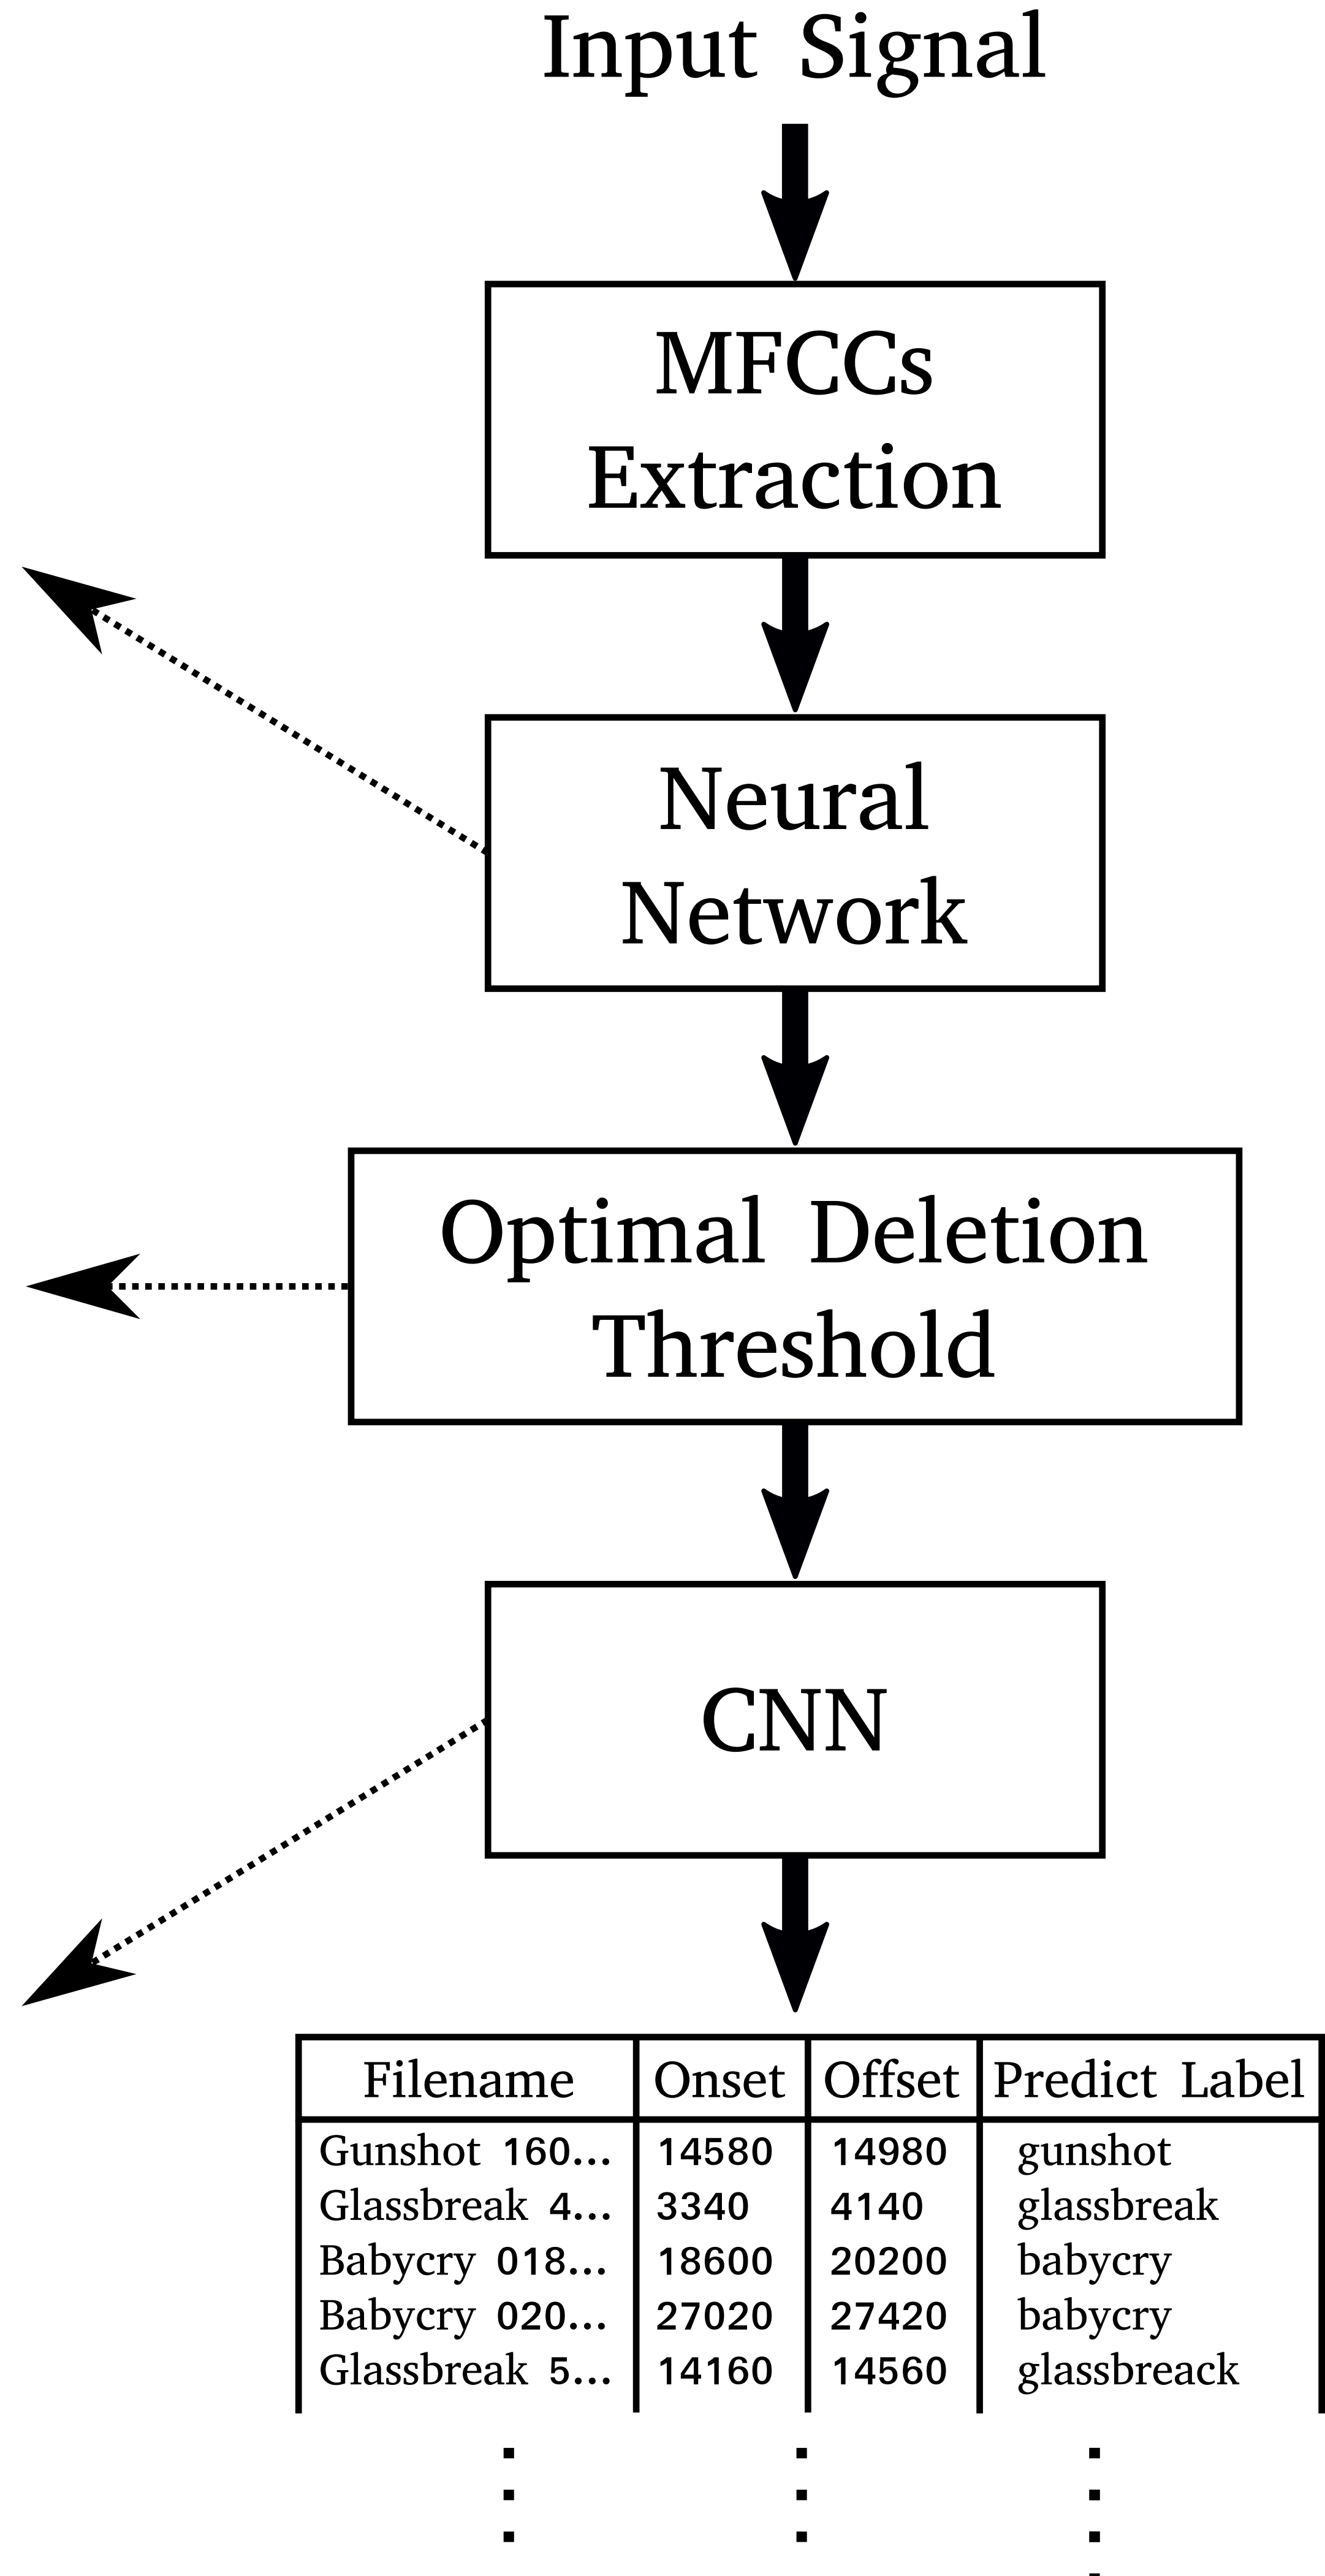 Input Signal
MFCCs
Extraction
Neural
Network
Optimal Deletion
Threshold
CNN
Filename Onset Offset Predict Label
Gunshot 160... 14580 14980 gunshot
Glassbreak 4... 3340 4140 glassbreak
Babycry 018... 18600 20200 babycry
Babycry 020... 27020 27420 babycry
Glassbreak 5... 14160 14560 glassbreack